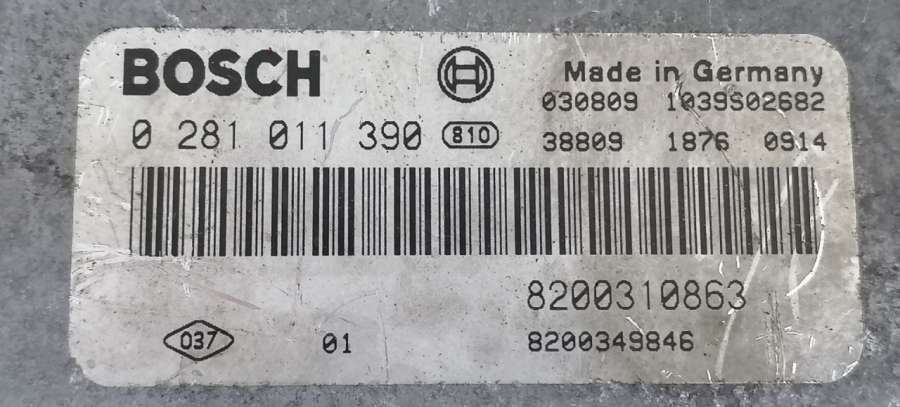 BOSCH
Made in Germany
030809 1039S02682
0 281 011 390 810
38809 1876 0914
8200310863
037 01
8200349846